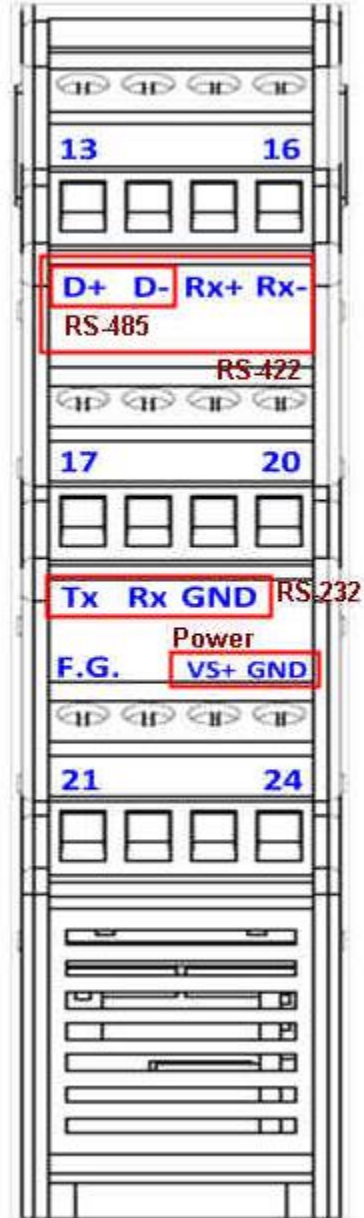 13 16
D+ D- Rx+ Rx-
RS-485
RS-422
17 20
Tx Rx GND RS-232
Power
F.G. VS+ GND
21 24